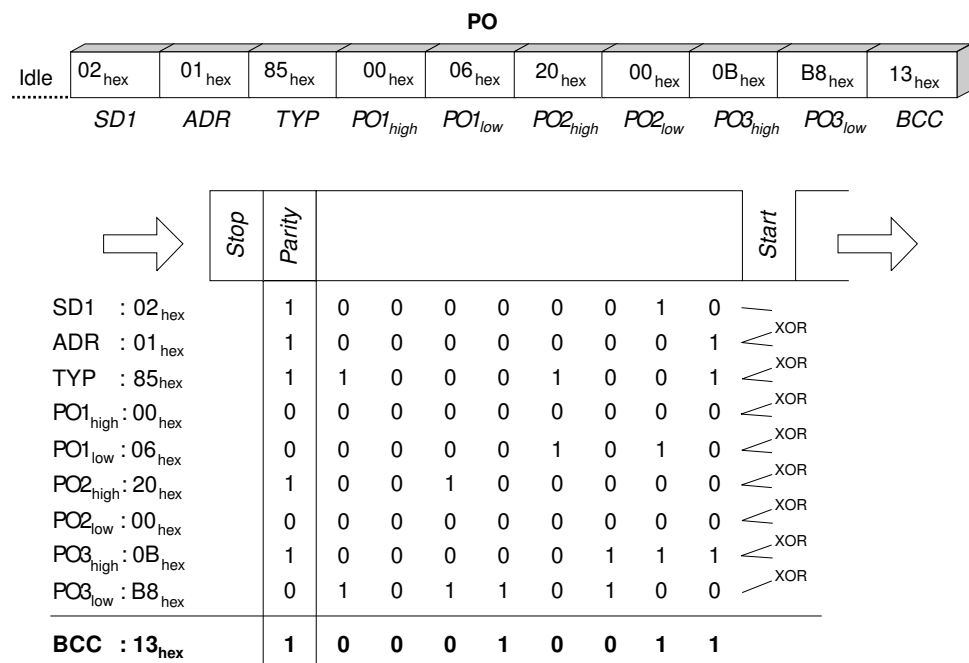 PO
Idle 02hex 01hex 85hex 00hex 06hex 20hex 00hex 0Bhex B8hex 13hex
SD1 ADR TYP PO1high PO1low PO2high PO2low PO3high PO3low BCC
Stop Parity Start
SD1 : 02hex 1 0 0 0 0 0 0 1 0
XOR
ADR : 01hex 1 0 0 0 0 0 0 0 1
XOR
TYP : 85hex 1 1 0 0 0 1 0 0 1
XOR
PO1high : 00hex 0 0 0 0 0 0 0 0 0
XOR
PO1low : 06hex 0 0 0 0 0 1 0 1 0
XOR
PO2high : 20hex 1 0 0 1 0 0 0 0 0
XOR
PO2low : 00hex 0 0 0 0 0 0 0 0 0
XOR
PO3high : 0Bhex 1 0 0 0 0 0 1 1 1
XOR
PO3low : B8hex 0 1 0 1 1 0 1 0 0
BCC : 13hex 1 0 0 0 1 0 0 1 1